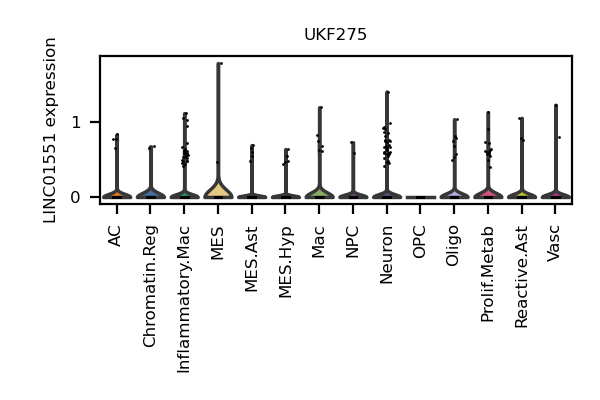 UKF275
LINC01551 expression
1
0
AC
Chromatin.Reg
Inflammatory.Mac
MES
MES.Ast
MES.Hyp
Mac
NPC
Neuron
OPC
Oligo
Prolif.Metab
Reactive.Ast
Vasc